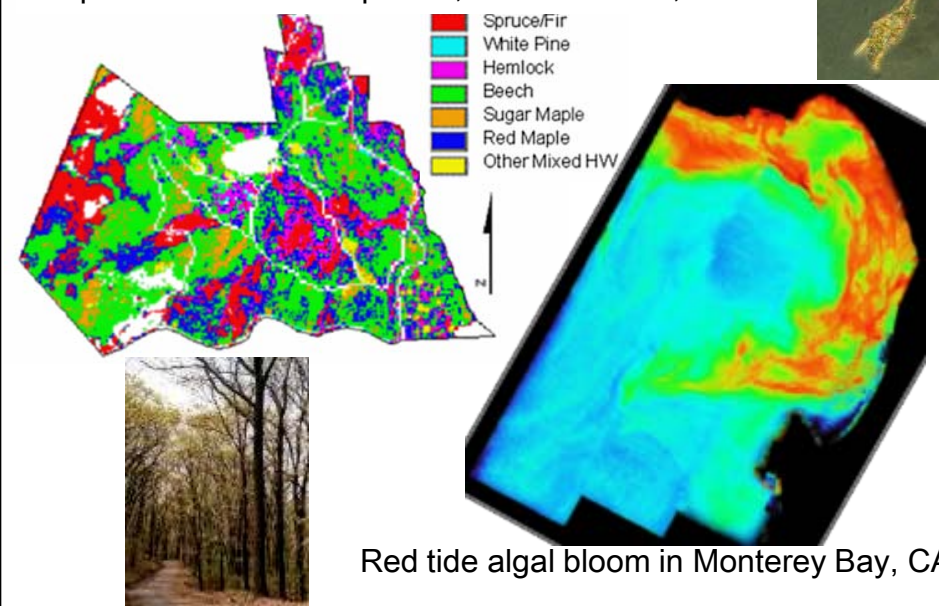 Spruce/Fir
White Pine
Hemlock
Beech
Sugar Maple
Red Maple
Other Mixed HW
N
Red tide algal bloom in Monterey Bay, CA